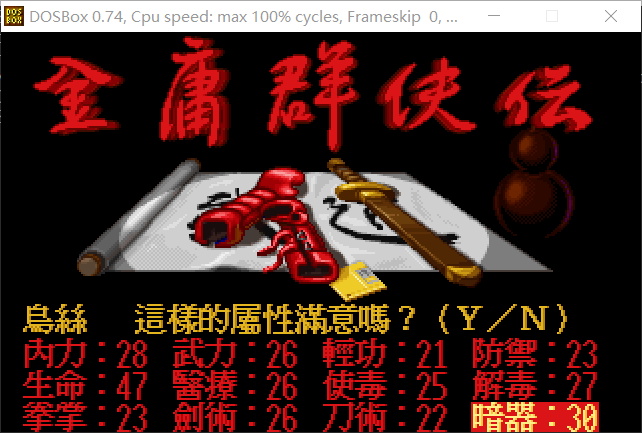 DOSBox 0.74, Cpu speed: max 100% cycles, Frameskip 0, ...
金庸群侠伝
烏絲 這樣的屬性滿意嗎？（Ｙ／Ｎ）
內力：28 武力：26 輕功：21 防禦：23
生命：47 醫療：26 使毒：25 解毒：27
拳掌：23 劍術：26 刀術：22 暗器：30